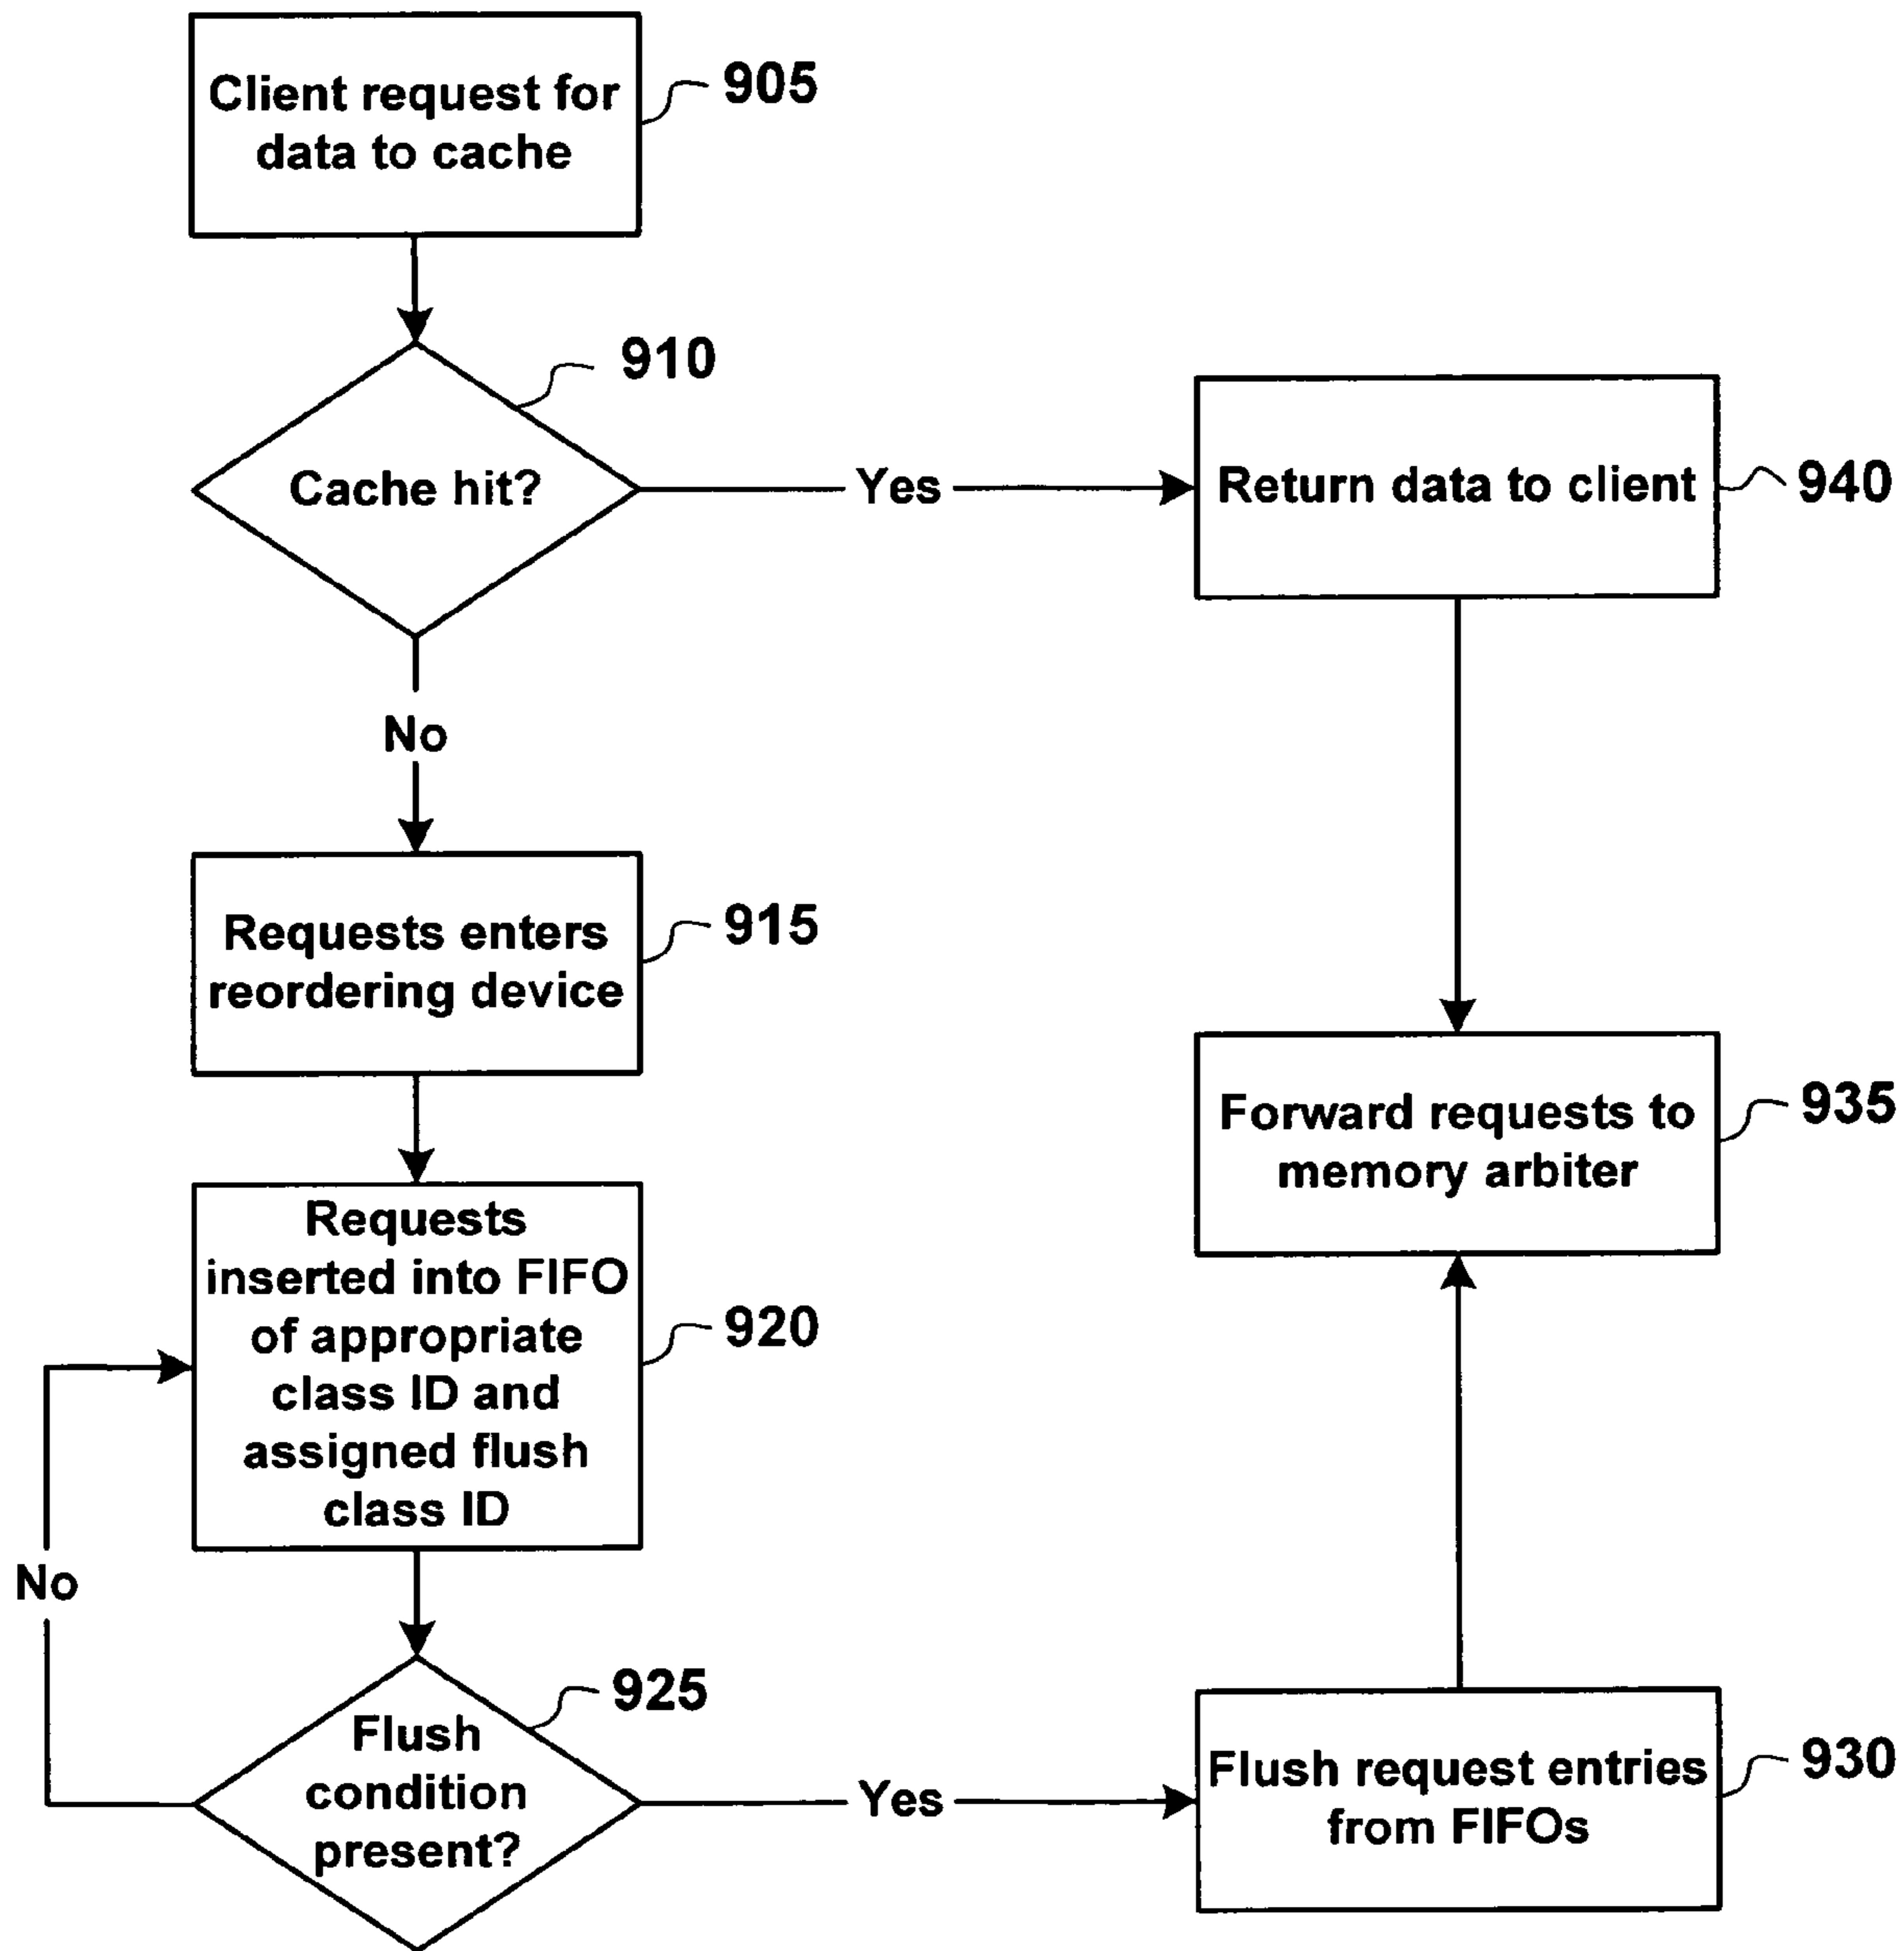 Client request for
data to cache
905
910
Cache hit?
Yes
Return data to client
940
No
Requests enters
reordering device
915
Forward requests to
memory arbiter
935
Requests
inserted into FIFO
of appropriate
class ID and
assigned flush
class ID
920
No
Flush
condition
present?
925
Yes
Flush request entries
from FIFOs
930